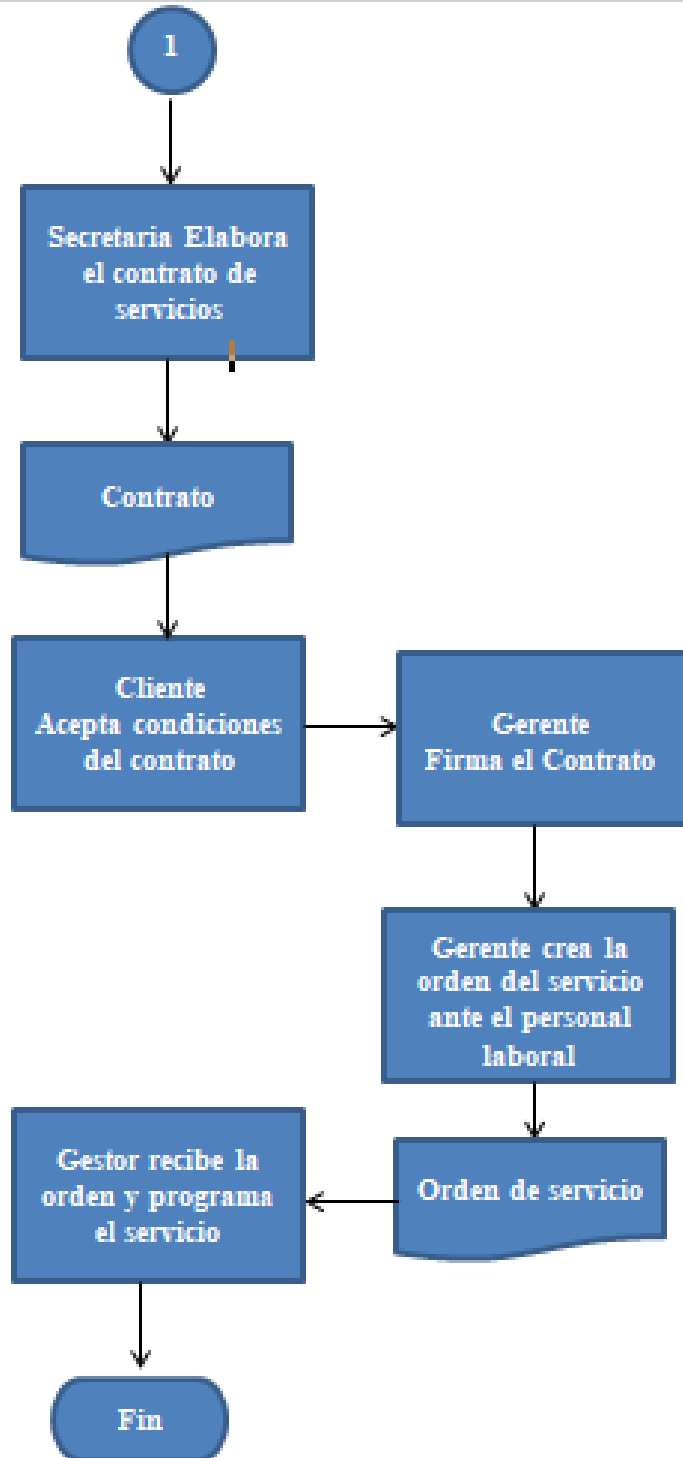 1
Secretaria Elabora
el contrato de
servicios
Contrato
Cliente
Acepta condiciones
del contrato
Gerente
Firma el Contrato
Gerente crea la
orden del servicio
ante el personal
laboral
Orden de servicio
Gestor recibe la
orden y programa
el servicio
Fin